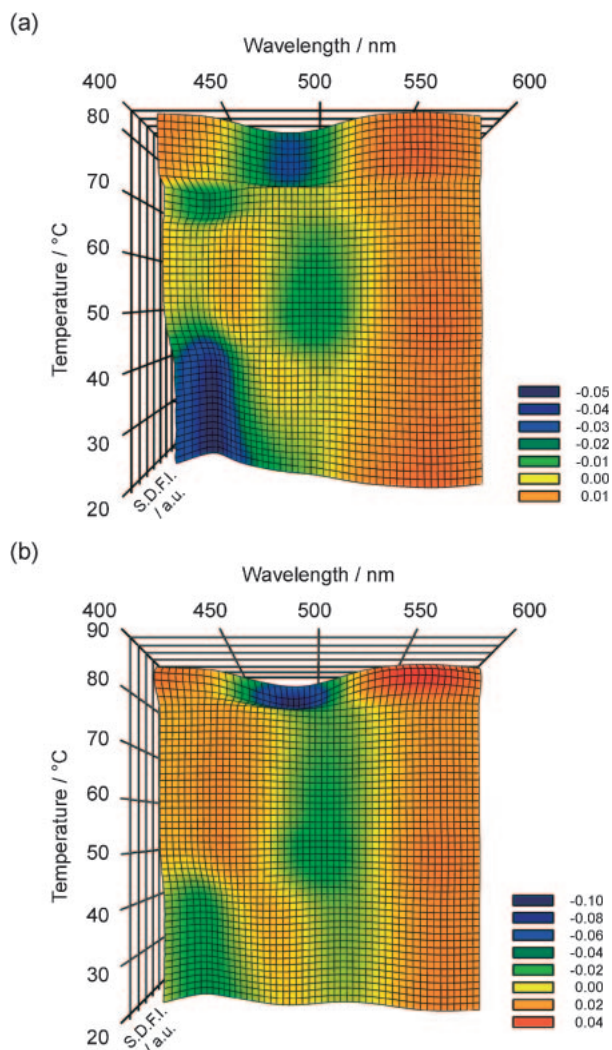 (a)
Wavelength / nm
400 450 500 550 600
80
70
60
50
40
30
20
Temperature / °C
S.D.F.I.
/ a.u.
-0.05
-0.04
-0.03
-0.02
-0.01
0.00
0.01
(b)
Wavelength / nm
400 450 500 550 600
90
80
70
60
50
40
30
20
Temperature / °C
S.D.F.I.
/ a.u.
-0.10
-0.08
-0.06
-0.04
-0.02
0.00
0.02
0.04